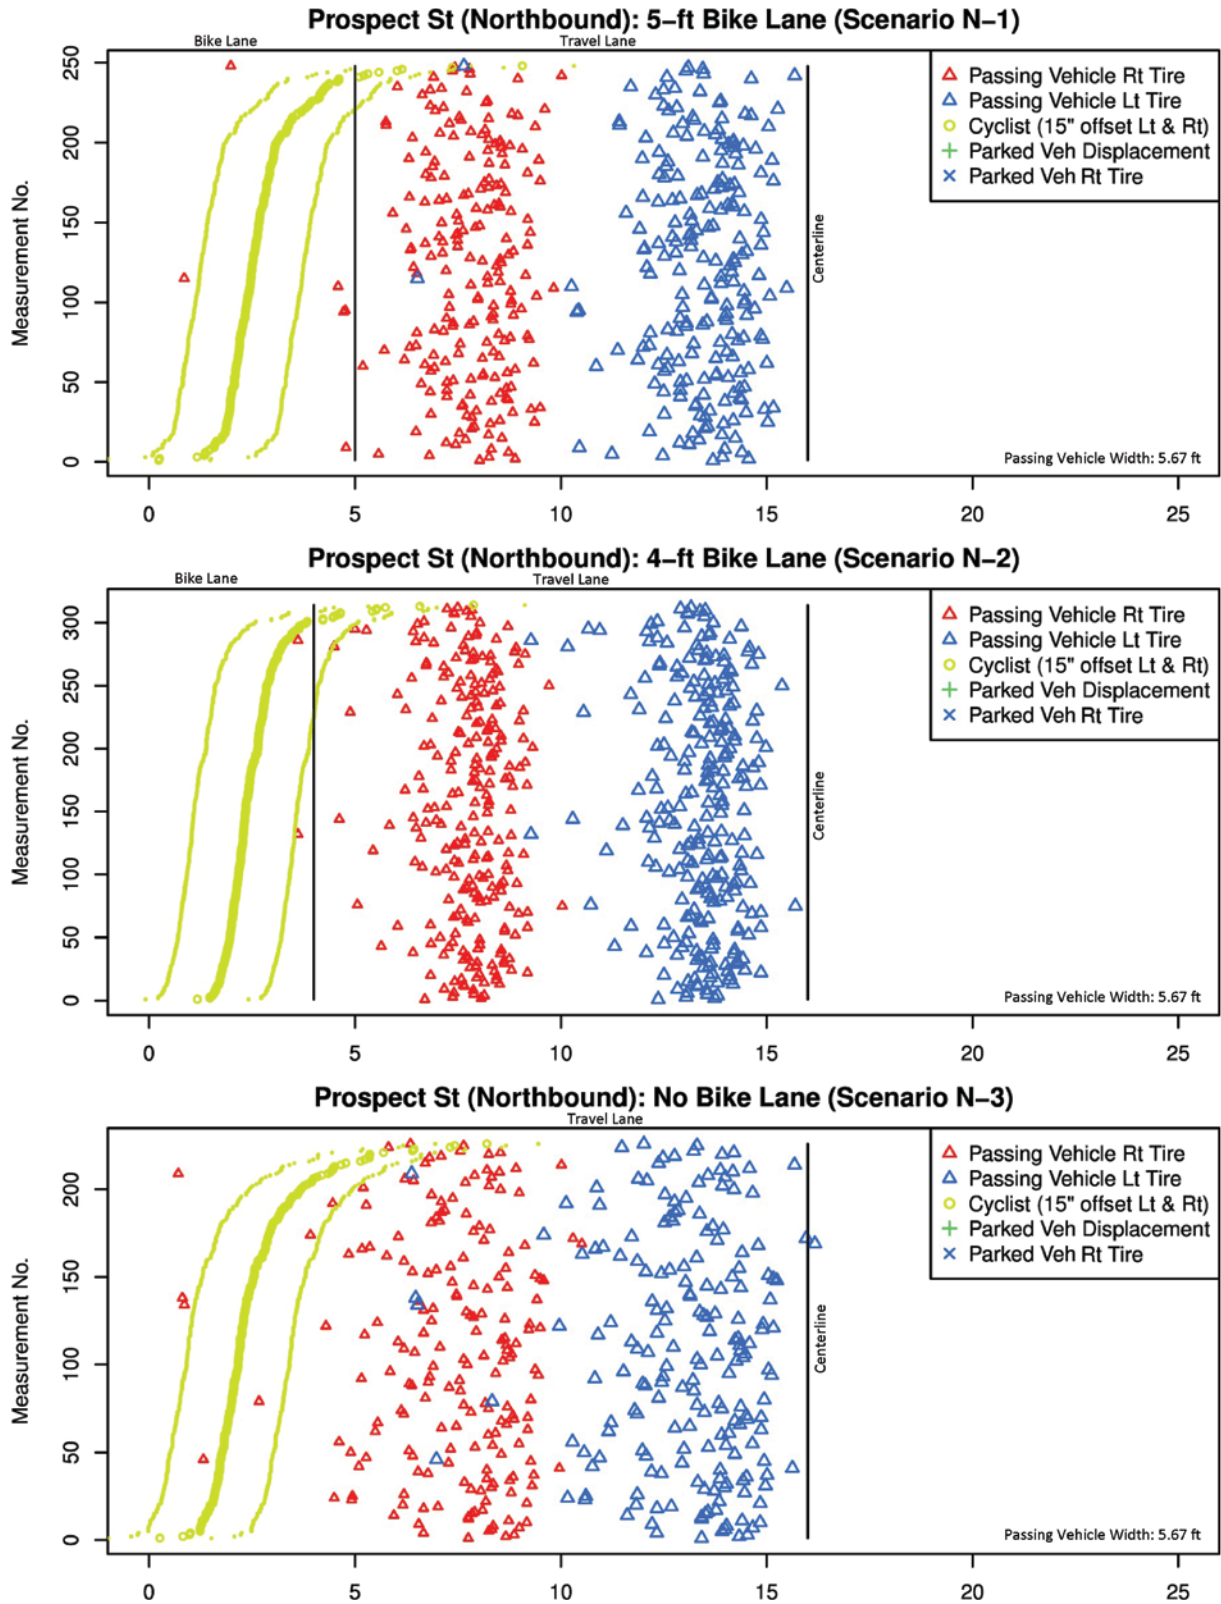 Prospect St (Northbound): 5−ft Bike Lane (Scenario N−1)
Bike Lane
Travel Lane
Passing Vehicle Rt Tire
Passing Vehicle Lt Tire
Cyclist (15" offset Lt & Rt)
Parked Veh Displacement
Parked Veh Rt Tire
Measurement No.
250
200
150
100
50
0
Centerline
Passing Vehicle Width: 5.67 ft
0 5 10 15 20 25
Prospect St (Northbound): 4−ft Bike Lane (Scenario N−2)
Bike Lane
Travel Lane
Passing Vehicle Rt Tire
Passing Vehicle Lt Tire
Cyclist (15" offset Lt & Rt)
Parked Veh Displacement
Parked Veh Rt Tire
Measurement No.
300
250
200
150
100
50
0
Centerline
Passing Vehicle Width: 5.67 ft
0 5 10 15 20 25
Prospect St (Northbound): No Bike Lane (Scenario N−3)
Travel Lane
Passing Vehicle Rt Tire
Passing Vehicle Lt Tire
Cyclist (15" offset Lt & Rt)
Parked Veh Displacement
Parked Veh Rt Tire
Measurement No.
200
150
100
50
0
Centerline
Passing Vehicle Width: 5.67 ft
0 5 10 15 20 25